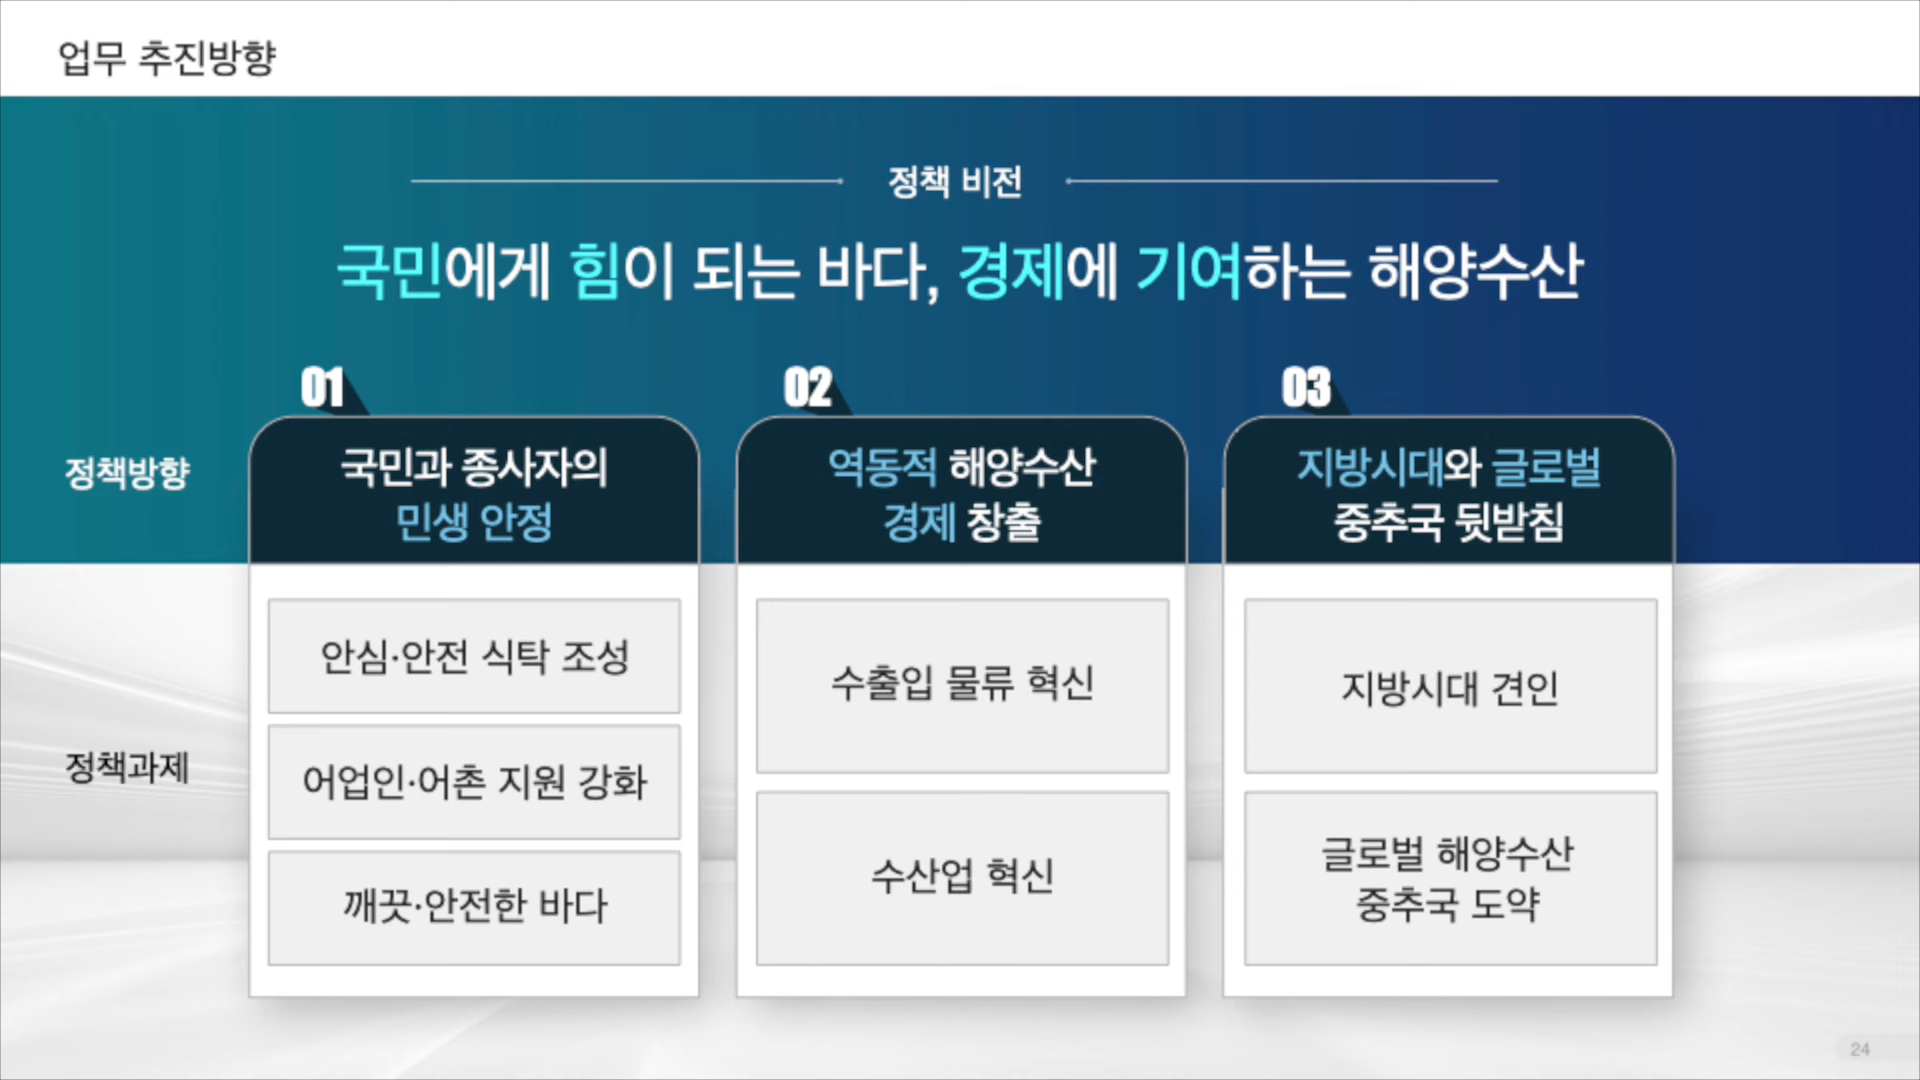 업무 추진방향
정책 비전
국민에게 힘이 되는 바다, 경제에 기여하는 해양수산
정책방향
01
국민과 종사자의
민생 안정
02
역동적 해양수산
경제 창출
03
지방시대와 글로벌
중추국 뒷받침
정책과제
안심·안전 식탁 조성
어업인·어촌 지원 강화
깨끗·안전한 바다
수출입 물류 혁신
수산업 혁신
지방시대 견인
글로벌 해양수산
중추국 도약
24